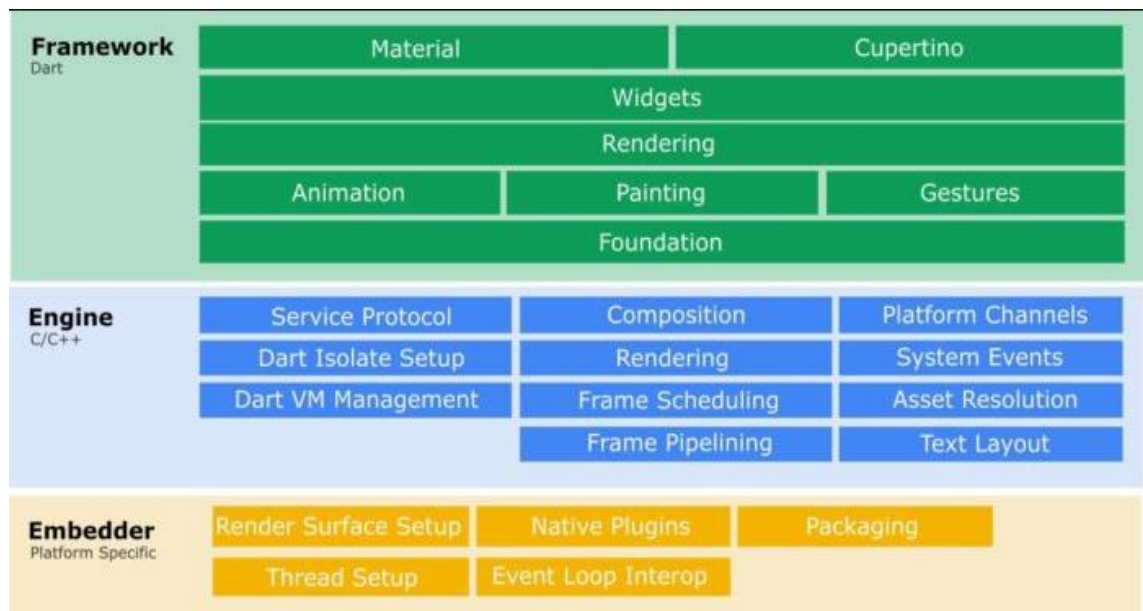 Framework
Dart
Material Cupertino
Widgets
Rendering
Animation Painting Gestures
Foundation
Engine
C/C++
Service Protocol Composition Platform Channels
Dart Isolate Setup Rendering System Events
Dart VM Management Frame Scheduling Asset Resolution
Frame Pipelining Text Layout
Embedder
Platform Specific
Render Surface Setup Native Plugins Packaging
Thread Setup Event Loop Interop